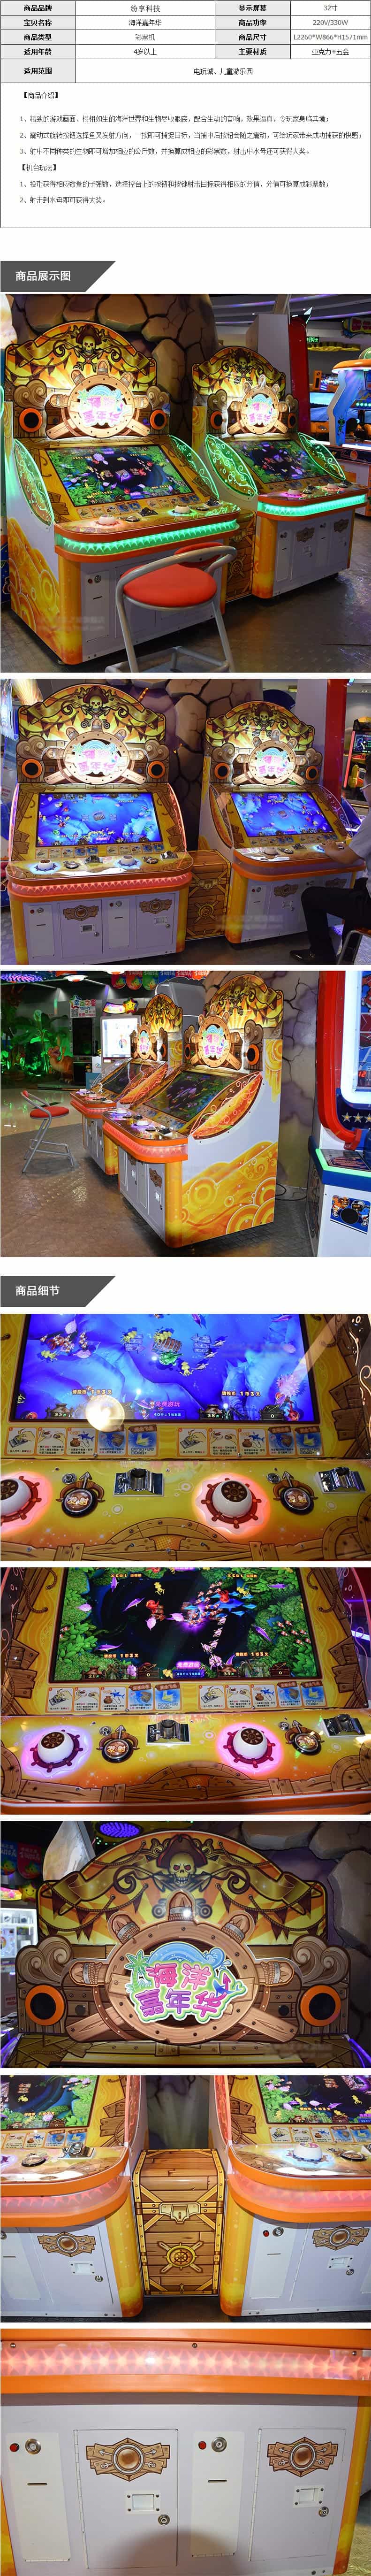 商品品牌 纷享科技 显示屏幕 32寸
宝贝名称 海洋嘉年华 商品功率 220V/330W
商品类型 彩票机 商品尺寸 L2260*W866*H1571mm
适用年龄 4岁以上 主要材质 亚克力+五金
适用范围 电玩城、儿童游乐园
【商品介绍】
1、精致的游戏画面、栩栩如生的海洋世界和生物尽收眼底，配合生动的音响，效果逼真，令玩家身临其境；
2、震动式旋转按钮选择鱼叉发射方向，一按即可捕捉目标，当捕中后按钮会随之震动，可给玩家带来成功捕获的快感；
3、射中不同种类的生物即可增加相应的公斤数，并换算成相应的彩票数，射击中水母还可获得大奖。
【机台玩法】
1、投币获得相应数量的子弹数，选择控台上的按钮和按键射击目标获得相应的分值，分值可换算成彩票数；
2、射击到水母即可获得大奖。
商品展示图
商品细节
海洋
嘉年华